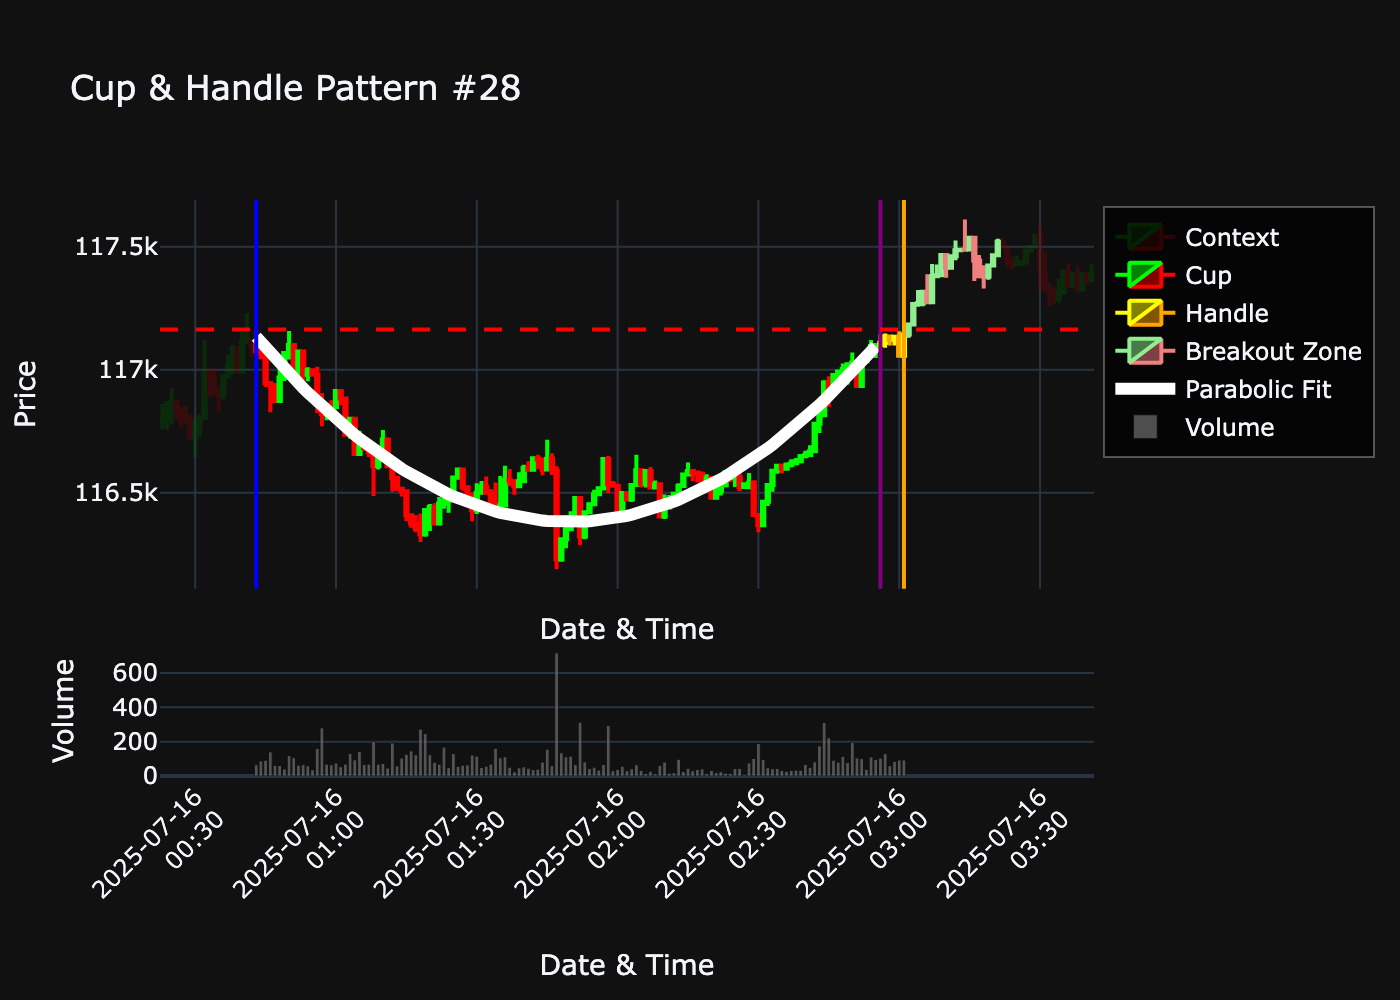 Cup & Handle Pattern #28
Price
117.5k
117k
116.5k
Context
Cup
Handle
Breakout Zone
Parabolic Fit
Volume
Date & Time
Volume
600
400
200
0
2025-07-16
00:30
2025-07-16
01:00
2025-07-16
01:30
2025-07-16
02:00
2025-07-16
02:30
2025-07-16
03:00
2025-07-16
03:30
Date & Time